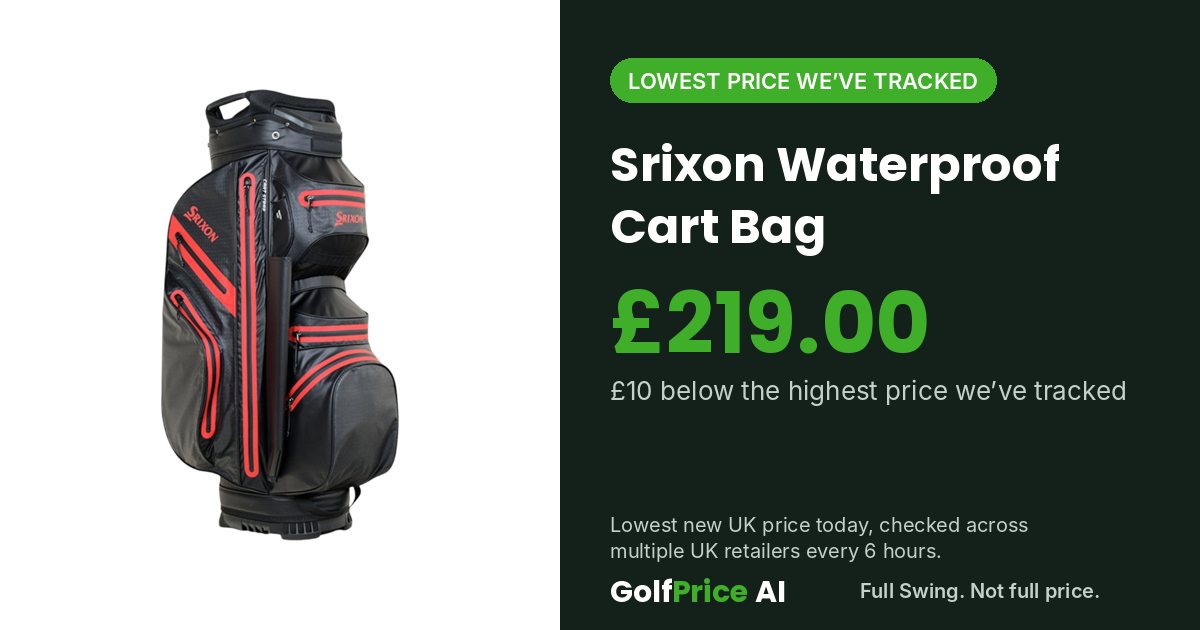 LOWEST PRICE WE’VE TRACKED
Srixon Waterproof
Cart Bag
£219.00
£10 below the highest price we’ve tracked
Lowest new UK price today, checked across
multiple UK retailers every 6 hours.
GolfPrice AI
Full Swing. Not full price.
SRIXON
SRIXON